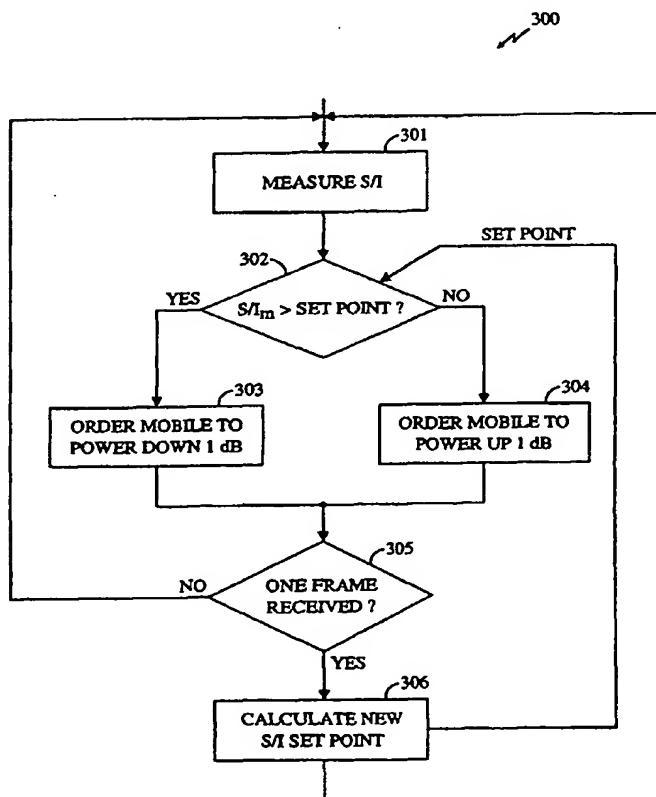 300
301
MEASURE S/I
SET POINT
302
YES
S/Im > SET POINT ?
NO
303
304
ORDER MOBILE TO
POWER DOWN 1 dB
ORDER MOBILE TO
POWER UP 1 dB
305
NO
ONE FRAME
RECEIVED ?
YES
306
CALCULATE NEW
S/I SET POINT